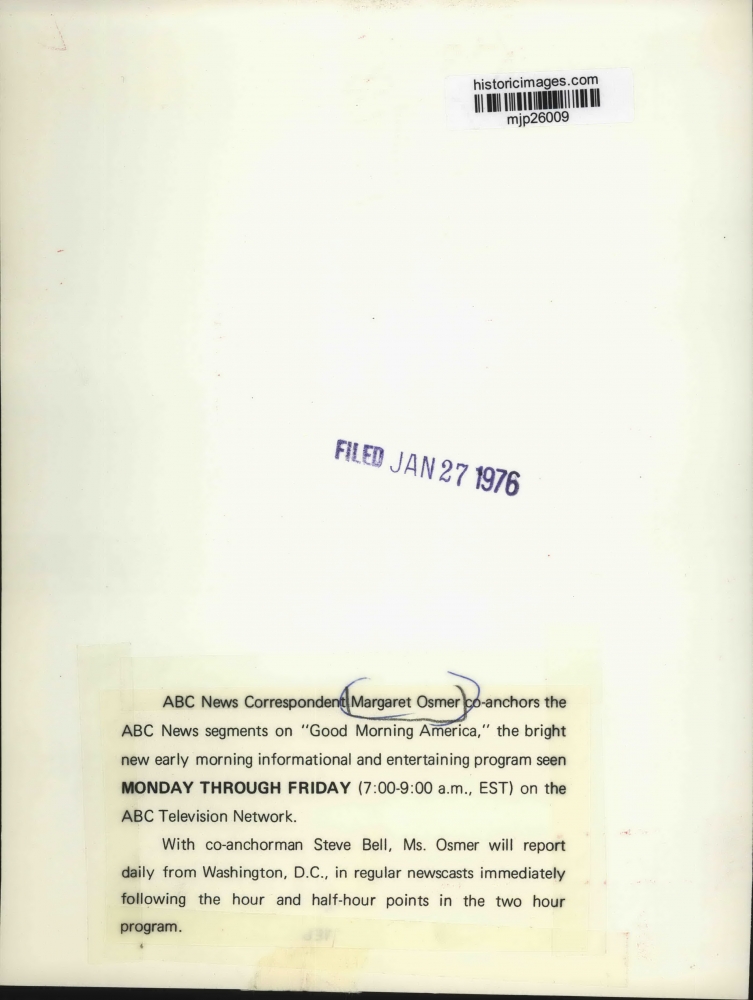 historicimages.com
mjp26009
FILED JAN 27 1976
ABC News Correspondent Margaret Osmer co-anchors the
ABC News segments on "Good Morning America," the bright
new early morning informational and entertaining program seen
MONDAY THROUGH FRIDAY (7:00-9:00 a.m., EST) on the
ABC Television Network.
With co-anchorman Steve Bell, Ms. Osmer will report
daily from Washington, D.C., in regular newscasts immediately
following the hour and half-hour points in the two hour
program.